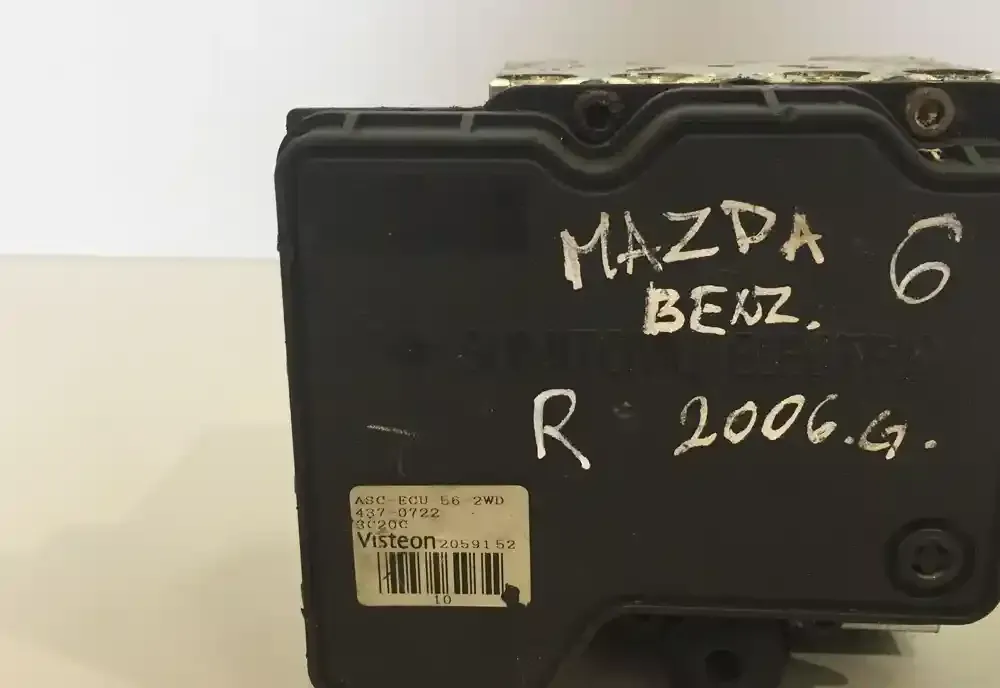 MAZDA 6
BENZ.
R 2006.G.
ASC-ECU 56 2WD
437-0722
3C20C
Visteon 2059152
10